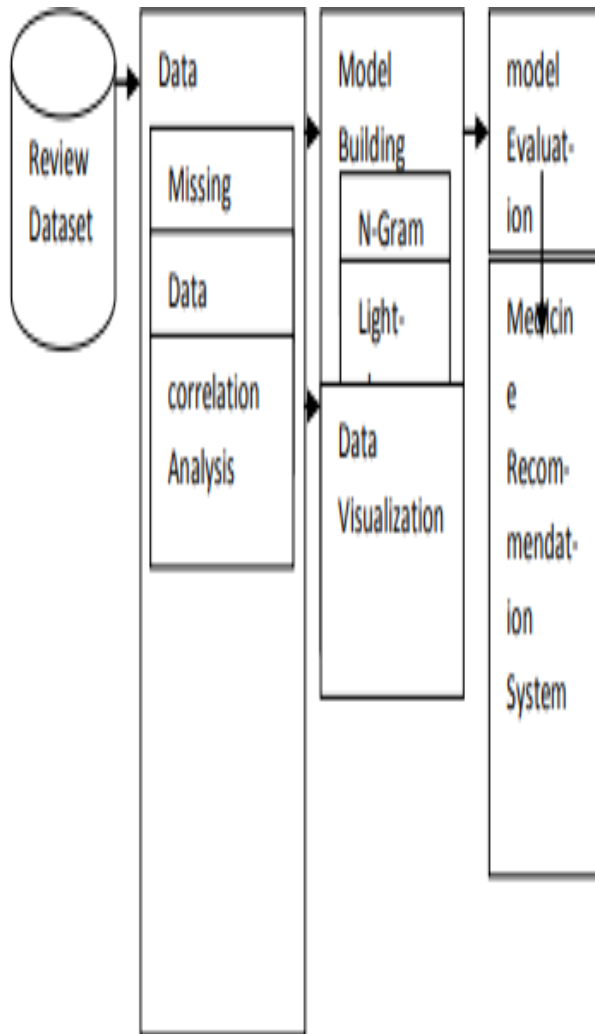 Review
Dataset
Data
Missing
Data
correlation
Analysis
Model
Building
N-Gram
Light-
Data
Visualization
model
Evaluat-
ion
Medicin
e
Recom-
mendat-
ion
System